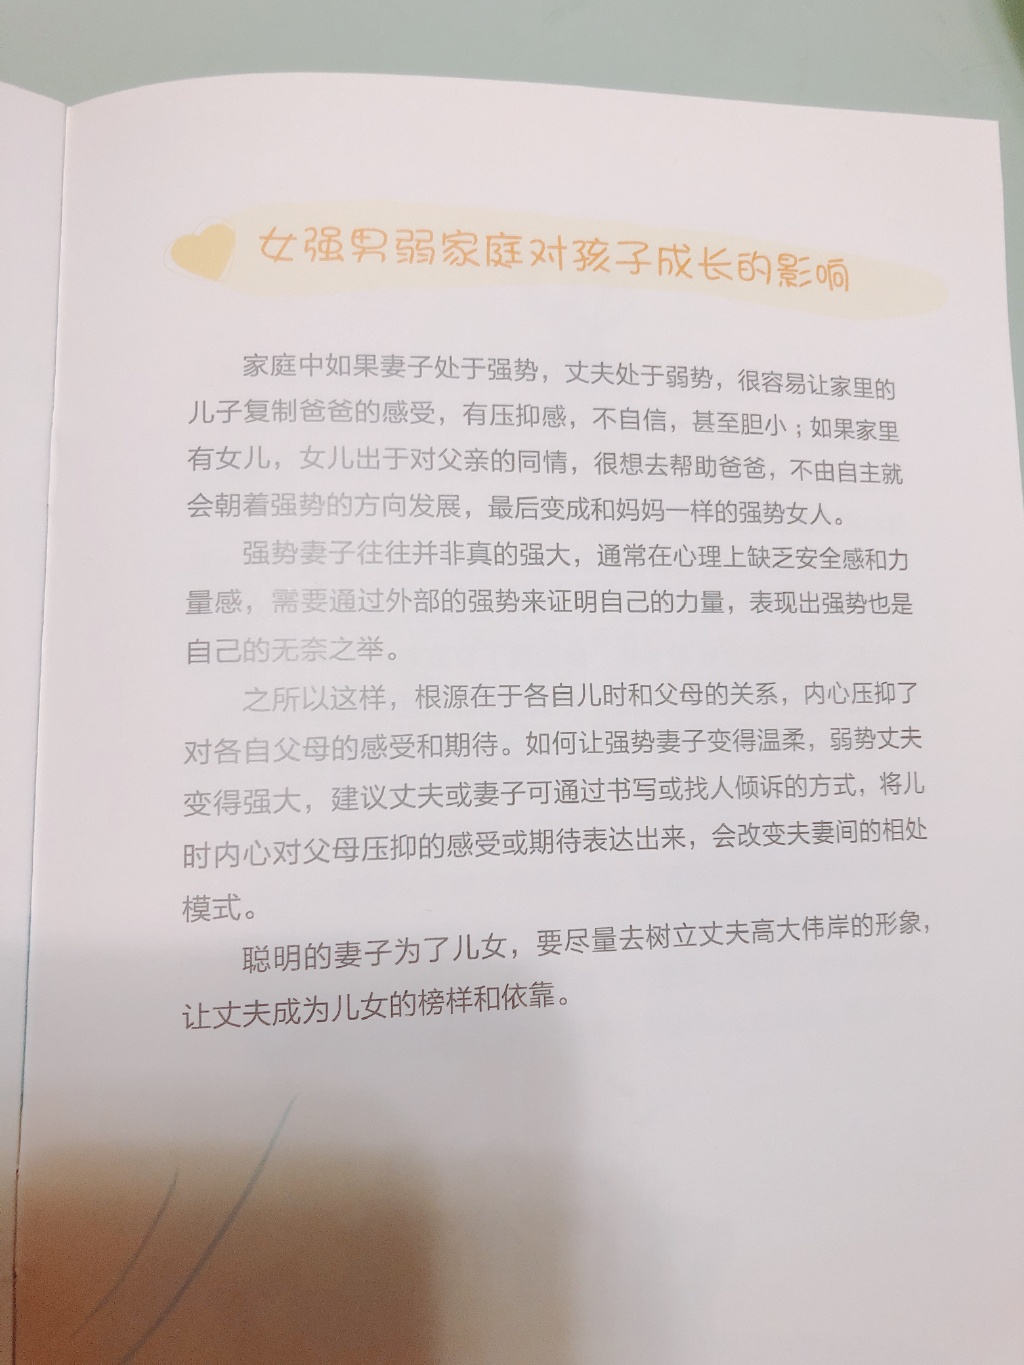 女强男弱家庭对孩子成长的影响
家庭中如果妻子处于强势，丈夫处于弱势，很容易让家里的
儿子复制爸爸的感受，有压抑感，不自信，甚至胆小；如果家里
有女儿，女儿出于对父亲的同情，很想去帮助爸爸，不由自主就
会朝着强势的方向发展，最后变成和妈妈一样的强势女人。
强势妻子往往并非真的强大，通常在心理上缺乏安全感和力
量感，需要通过外部的强势来证明自己的力量，表现出强势也是
自己的无奈之举。
之所以这样，根源在于各自儿时和父母的关系，内心压抑了
对各自父母的感受和期待。如何让强势妻子变得温柔，弱势丈夫
变得强大，建议丈夫或妻子可通过书写或找人倾诉的方式，将儿
时内心对父母压抑的感受或期待表达出来，会改变夫妻间的相处
模式。
聪明的妻子为了儿女，要尽量去树立丈夫高大伟岸的形象，
让丈夫成为儿女的榜样和依靠。